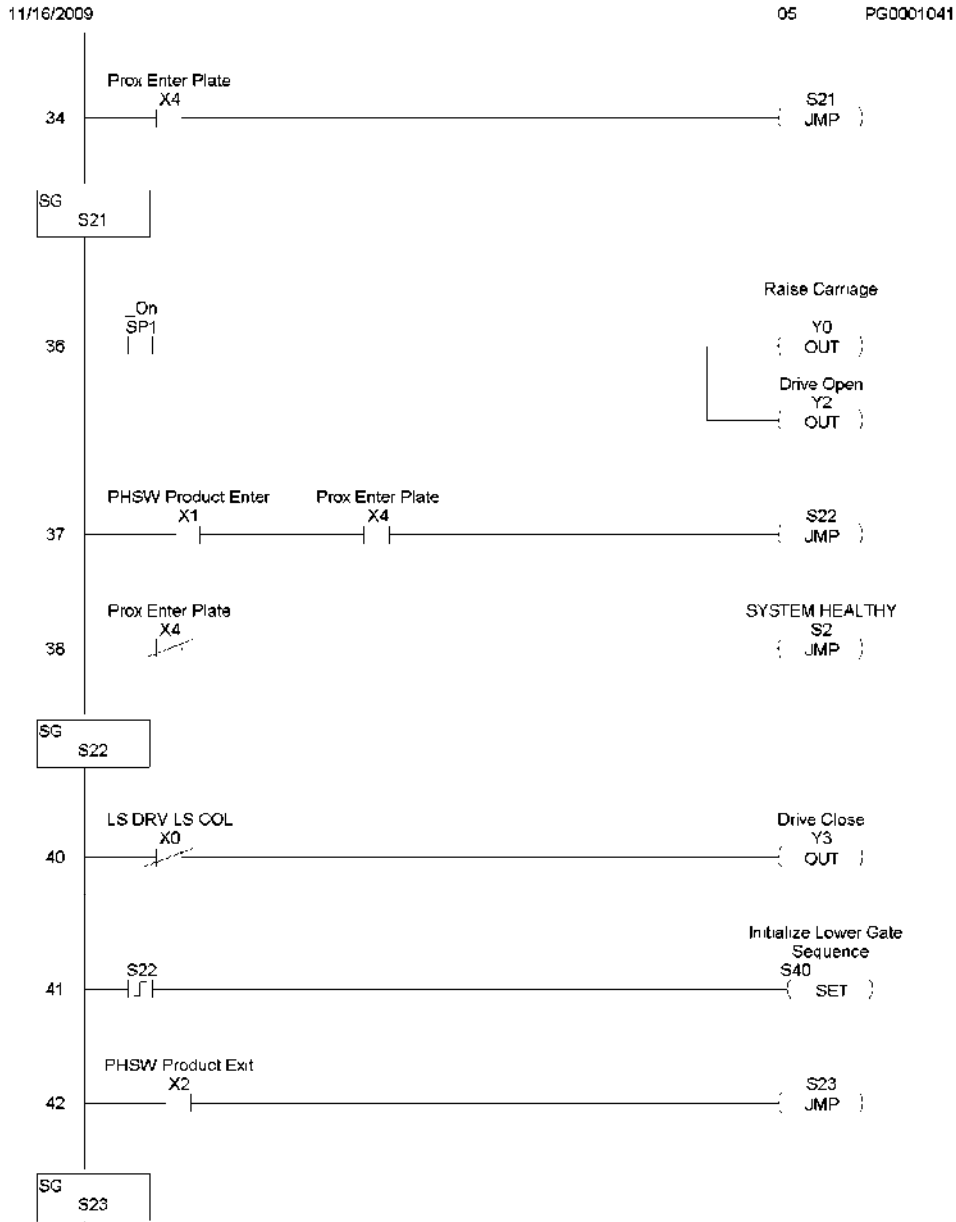 11/16/2009 05 PG0001041
Prox Enter Plate
X4 S21
34 JMP
SG
S21
Raise Carriage
_On
SP1 Y0
36 OUT
Drive Open
Y2
OUT
PHSW Product Enter Prox Enter Plate
X1 X4 S22
37 JMP
Prox Enter Plate SYSTEM HEALTHY
X4 S2
38 JMP
SG
S22
LS DRV LS COL Drive Close
X0 Y3
40 OUT
Initialize Lower Gate
Sequence
S22 S40
41 SET
PHSW Product Exit
X2 S23
42 JMP
SG
S23